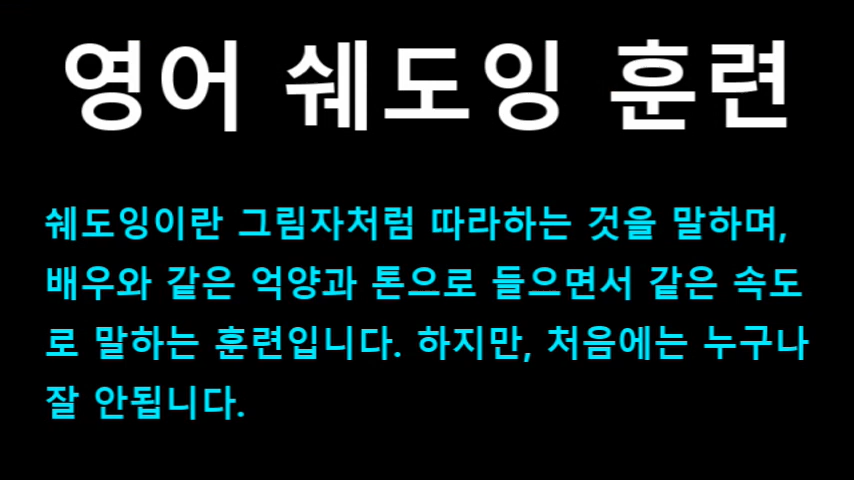 영어 쉐도잉 훈련
쉐도잉이란 그림자처럼 따라하는 것을 말하며,
배우와 같은 억양과 톤으로 들으면서 같은 속도
로 말하는 훈련입니다. 하지만, 처음에는 누구나
잘 안됩니다.